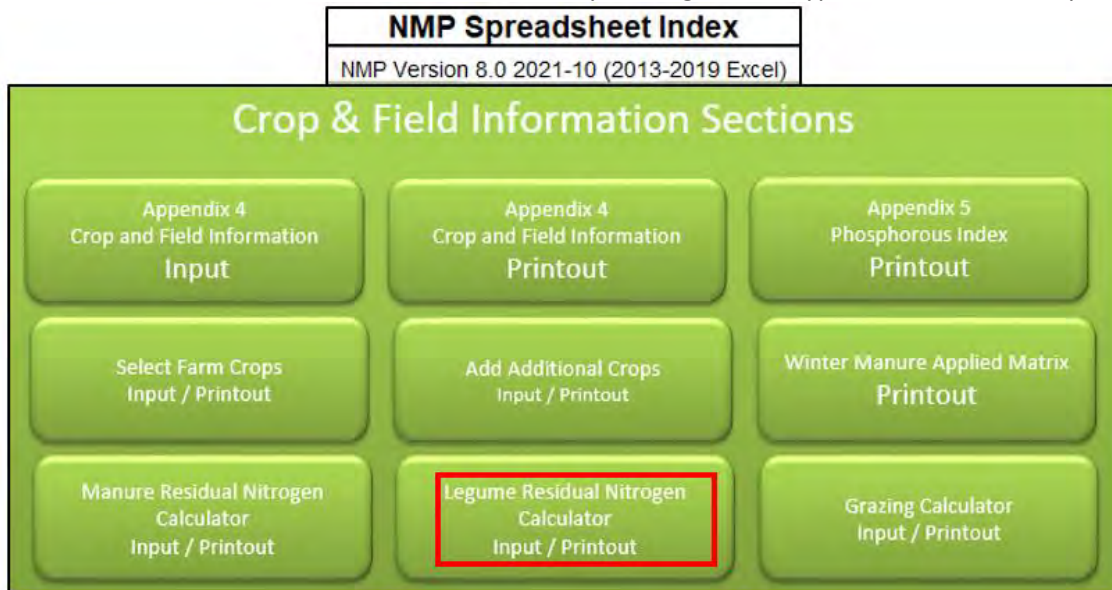 NMP Spreadsheet Index
NMP Version 8.0 2021-10 (2013-2019 Excel)
Crop & Field Information Sections
Appendix 4
Crop and Field Information
Input
Appendix 4
Crop and Field Information
Printout
Appendix 5
Phosphorous Index
Printout
Select Farm Crops
Input / Printout
Add Additional Crops
Input / Printout
Winter Manure Applied Matrix
Printout
Manure Residual Nitrogen
Calculator
Input / Printout
Legume Residual Nitrogen
Calculator
Input / Printout
Grazing Calculator
Input / Printout